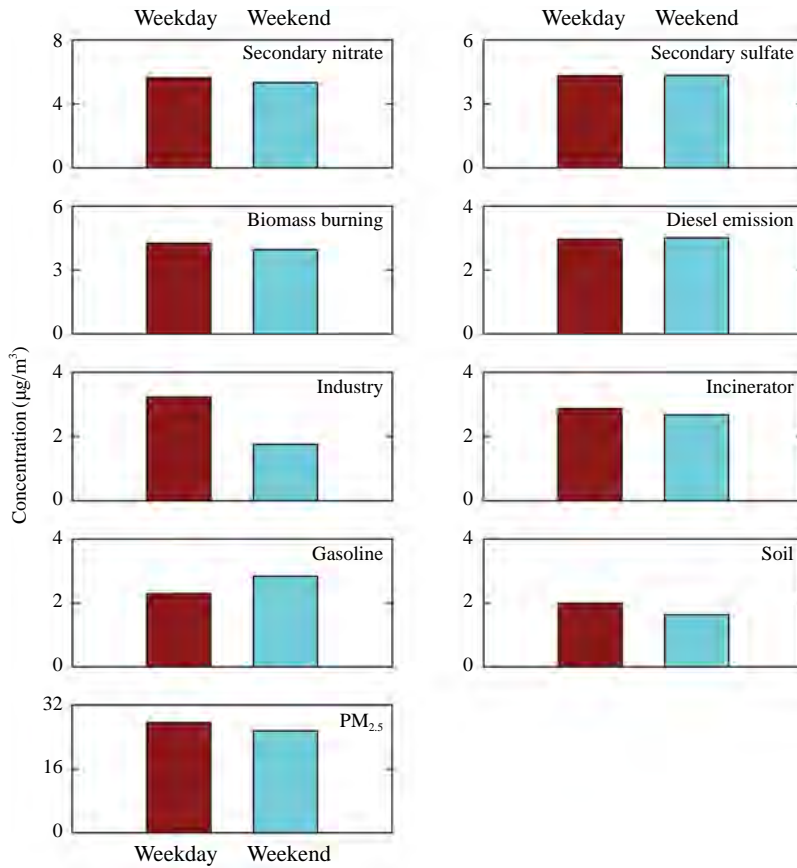 Weekday Weekend Weekday Weekend
8 Secondary nitrate 6 Secondary sulfate
4 3
0 0
6 Biomass burning 4 Diesel emission
3 2
0 0
Concentration (μg/m³)
4 Industry 4 Incinerator
2 2
0 0
4 Gasoline 4 Soil
2 2
0 0
32 PM₂.₅
16
0
Weekday Weekend